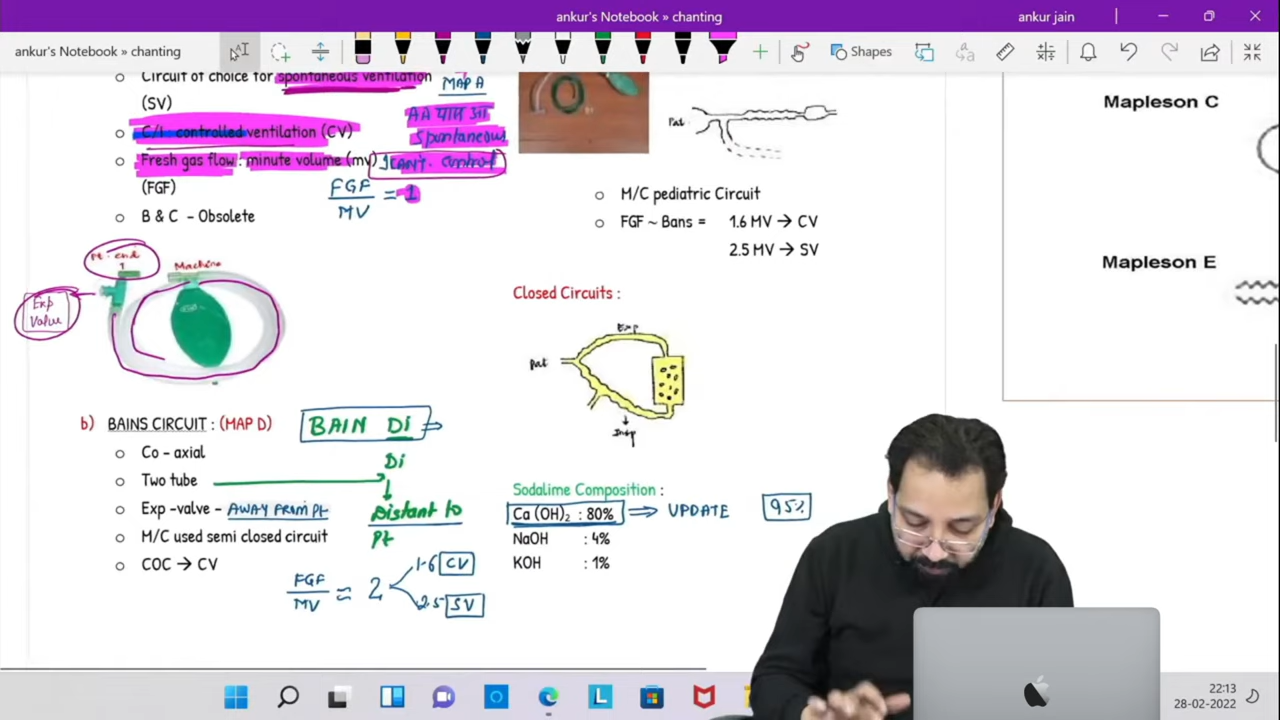 ankur's Notebook » chanting
ankur jain
ankur's Notebook » chanting
Shapes
Circuit of choice for spontaneous ventilation
(SV)
MAP A
C/I controlled ventilation (CV)
AA पास आ
Spontaneous
Fresh gas flow : minute volume (mv)
(FGF)
I CAN'T control
FGF
MV
= 1
B & C - Obsolete
Pt. end
1
Machine
Exp
Value
b) BAINS CIRCUIT : (MAP D)
BAIN Di ⇒
Co – axial
Two tube
Di
Exp -valve - AWAY FROM Pt
Distant to
Pt
M/C used semi closed circuit
COC → CV
FGF
MV
≈ 2
1.6 CV
2.5 SV
Pat
M/C pediatric Circuit
FGF ~ Bans = 1.6 MV → CV
2.5 MV → SV
Closed Circuits :
Exp
Pat
Insp
Sodalime Composition :
Ca (OH)₂ : 80% ⇒ UPDATE 95%
NaOH : 4%
KOH : 1%
Mapleson C
Mapleson E
22:13
28-02-2022